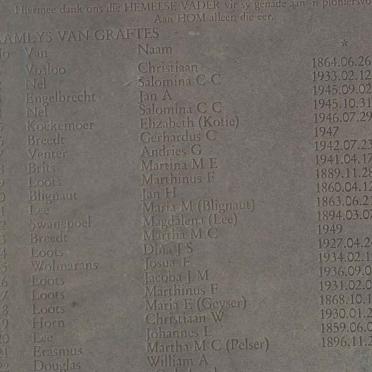 Hiermee dank ons die HEMELSE VADER vir sy genade aan
Aan HOM alleen die eer.
NAAMLYS VAN GRAFTES
No Van Naam *
Vosloo Christiaan 1864.06.26
Nel Salomina C C 1933.02.12
Engelbrecht Jan A 1945.09.02
Nel Salomina C C 1945.10.31
Koekemoer Elizabeth (Kotie) 1946.07.29
Breedt Gerhardus C 1947
Venter Andries G 1942.07.23
Brits Martina M E 1941.04.17
Loots Marthinus F 1889.11.28
Blignaut Jan H 1860.04.12
Lee Maria M (Blignaut) 1863.06.21
Swanepoel Magdalena (Lee) 1894.03.07
Breedt Martha M C 1949
Loots Dina J S 1927.04.2
Wolmarans Josua F 1934.02.1
Loots Jacoba J M 1936.09.0
Loots Marthinus F 1931.02.0
Loots Maria E (Geyser) 1868.10.1
Horn Christiaan W 1930.01.2
Lee Johannes L 1859.06.0
Erasmus Martha M C (Pelser) 1896.11.2
Douglas William A